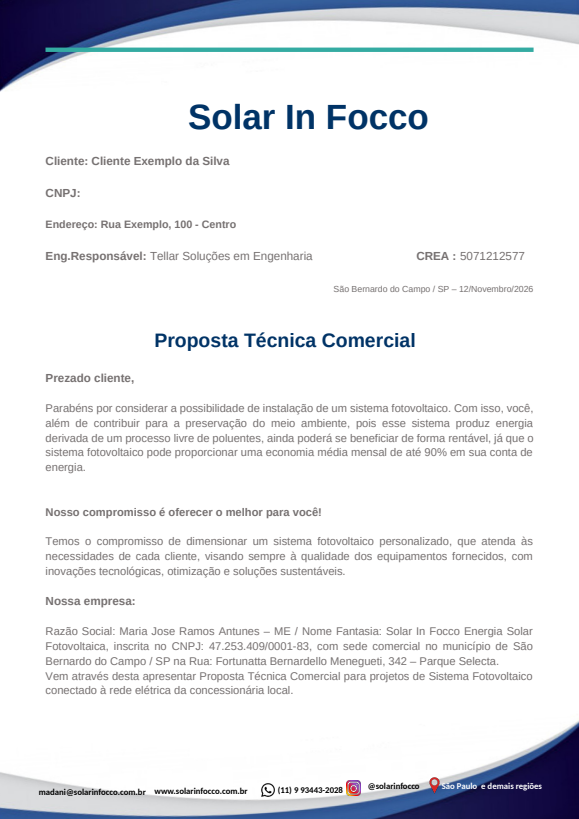 Solar In Focco
Cliente: Cliente Exemplo da Silva
CNPJ:
Endereço: Rua Exemplo, 100 - Centro
Eng.Responsável: Tellar Soluções em Engenharia CREA : 5071212577
São Bernardo do Campo / SP – 12/Novembro/2026
Proposta Técnica Comercial
Prezado cliente,
Parabéns por considerar a possibilidade de instalação de um sistema fotovoltaico. Com isso, você,
além de contribuir para a preservação do meio ambiente, pois esse sistema produz energia
derivada de um processo livre de poluentes, ainda poderá se beneficiar de forma rentável, já que o
sistema fotovoltaico pode proporcionar uma economia média mensal de até 90% em sua conta de
energia.
Nosso compromisso é oferecer o melhor para você!
Temos o compromisso de dimensionar um sistema fotovoltaico personalizado, que atenda às
necessidades de cada cliente, visando sempre à qualidade dos equipamentos fornecidos, com
inovações tecnológicas, otimização e soluções sustentáveis.
Nossa empresa:
Razão Social: Maria Jose Ramos Antunes – ME / Nome Fantasia: Solar In Focco Energia Solar
Fotovoltaica, inscrita no CNPJ: 47.253.409/0001-83, com sede comercial no município de São
Bernardo do Campo / SP na Rua: Fortunatta Bernardello Menegueti, 342 – Parque Selecta.
Vem através desta apresentar Proposta Técnica Comercial para projetos de Sistema Fotovoltaico
conectado à rede elétrica da concessionária local.
madani@solarinfocco.com.br www.solarinfocco.com.br (11) 9 93443-2028 @solarinfocco São Paulo e demais regiões